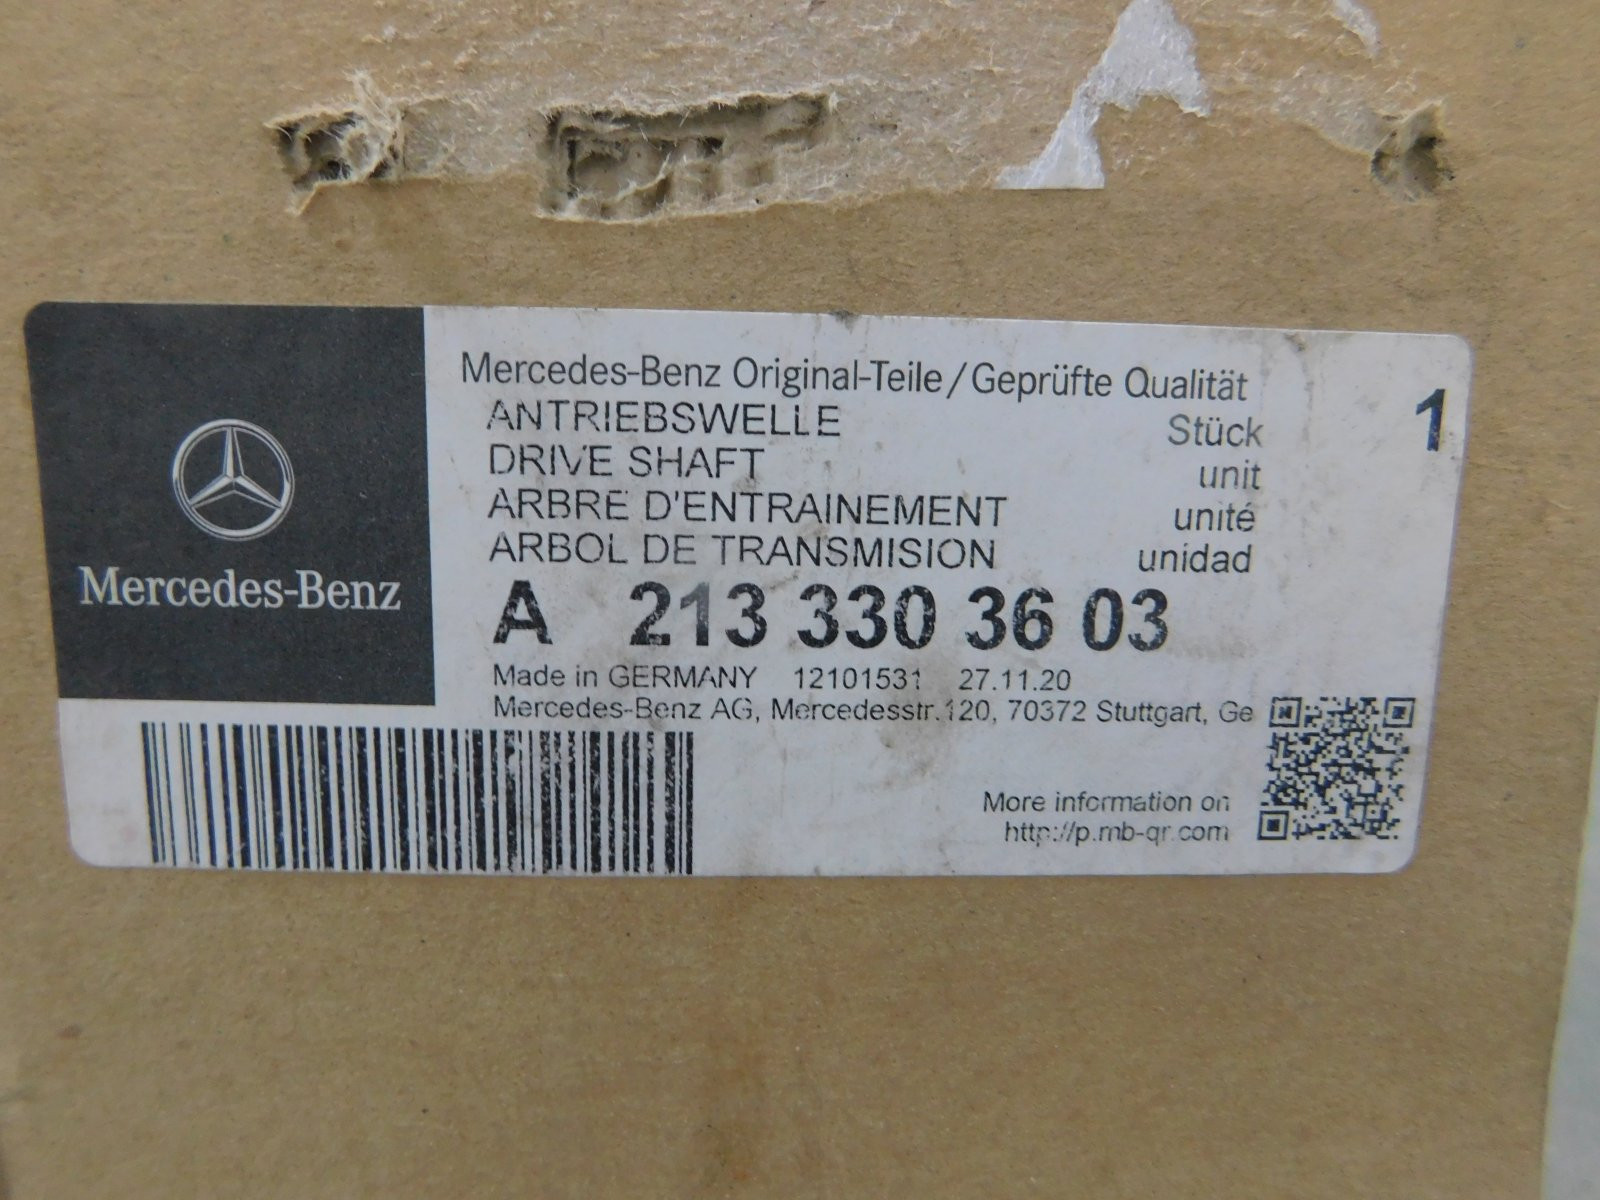 Mercedes-Benz
Mercedes-Benz Original-Teile/Geprüfte Qualität
ANTRIEBSWELLE Stück 1
DRIVE SHAFT unit
ARBRE D'ENTRAINEMENT unité
ARBOL DE TRANSMISION unidad
A 213 330 36 03
Made in GERMANY 12101531 27.11.20
Mercedes-Benz AG, Mercedesstr.120, 70372 Stuttgart, Ge
More information on
http://p.mb-qr.com